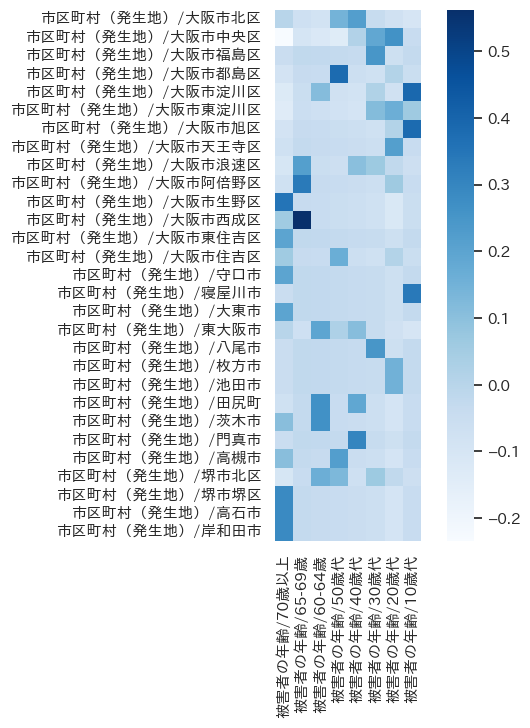 市区町村（発生地）/大阪市北区
市区町村（発生地）/大阪市中央区
市区町村（発生地）/大阪市福島区
市区町村（発生地）/大阪市都島区
市区町村（発生地）/大阪市淀川区
市区町村（発生地）/大阪市東淀川区
市区町村（発生地）/大阪市旭区
市区町村（発生地）/大阪市天王寺区
市区町村（発生地）/大阪市浪速区
市区町村（発生地）/大阪市阿倍野区
市区町村（発生地）/大阪市生野区
市区町村（発生地）/大阪市西成区
市区町村（発生地）/大阪市東住吉区
市区町村（発生地）/大阪市住吉区
市区町村（発生地）/守口市
市区町村（発生地）/寝屋川市
市区町村（発生地）/大東市
市区町村（発生地）/東大阪市
市区町村（発生地）/八尾市
市区町村（発生地）/枚方市
市区町村（発生地）/池田市
市区町村（発生地）/田尻町
市区町村（発生地）/茨木市
市区町村（発生地）/門真市
市区町村（発生地）/高槻市
市区町村（発生地）/堺市北区
市区町村（発生地）/堺市堺区
市区町村（発生地）/高石市
市区町村（発生地）/岸和田市
被害者の年齢/70歳以上
被害者の年齢/65-69歳
被害者の年齢/60-64歳
被害者の年齢/50歳代
被害者の年齢/40歳代
被害者の年齢/30歳代
被害者の年齢/20歳代
被害者の年齢/10歳代
0.5
0.4
0.3
0.2
0.1
0.0
−0.1
−0.2